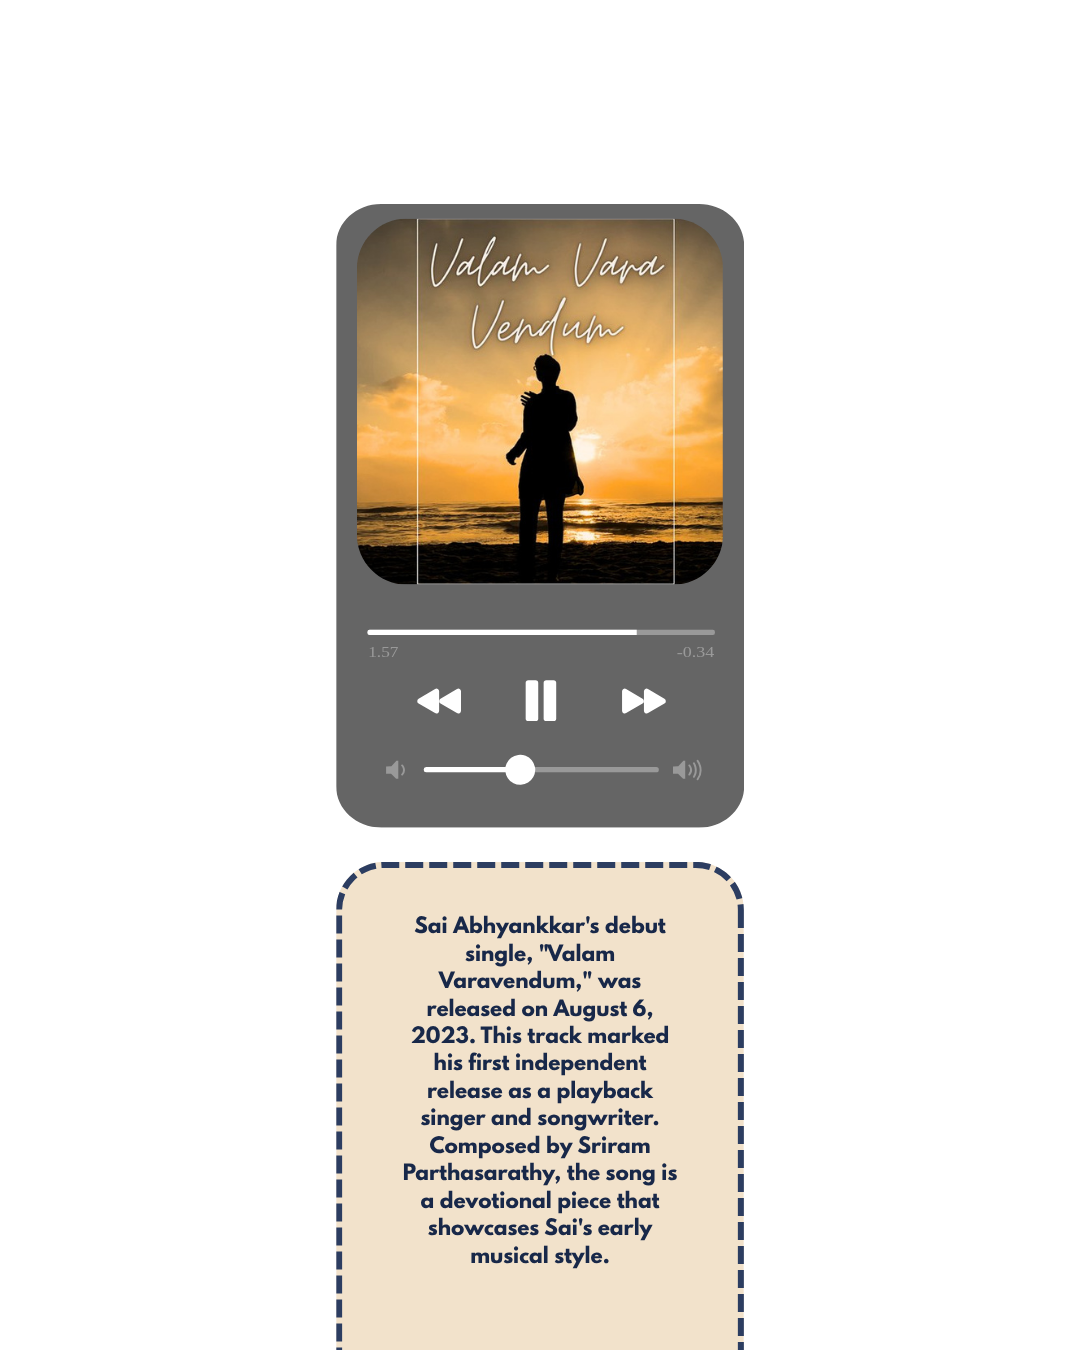 Valam Vara
Vendum
1.57 -0.34
Sai Abhyankkar's debut
single, "Valam
Varavendum," was
released on August 6,
2023. This track marked
his first independent
release as a playback
singer and songwriter.
Composed by Sriram
Parthasarathy, the song is
a devotional piece that
showcases Sai's early
musical style.